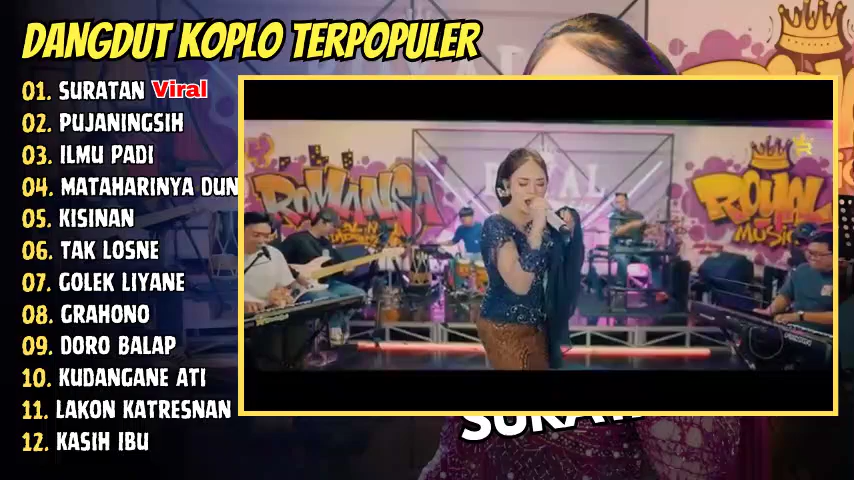 DANGDUT KOPLO TERPOPULER
01. SURATAN Viral
02. PUJANINGSIH
03. ILMU PADI
04. MATAHARINYA DUN
05. KISINAN
06. TAK LOSNE
07. GOLEK LIYANE
08. GRAHONO
09. DORO BALAP
10. KUDANGANE ATI
11. LAKON KATRESNAN
12. KASIH IBU
ROMANSA
ROYAL
ROYAL
MUSIC